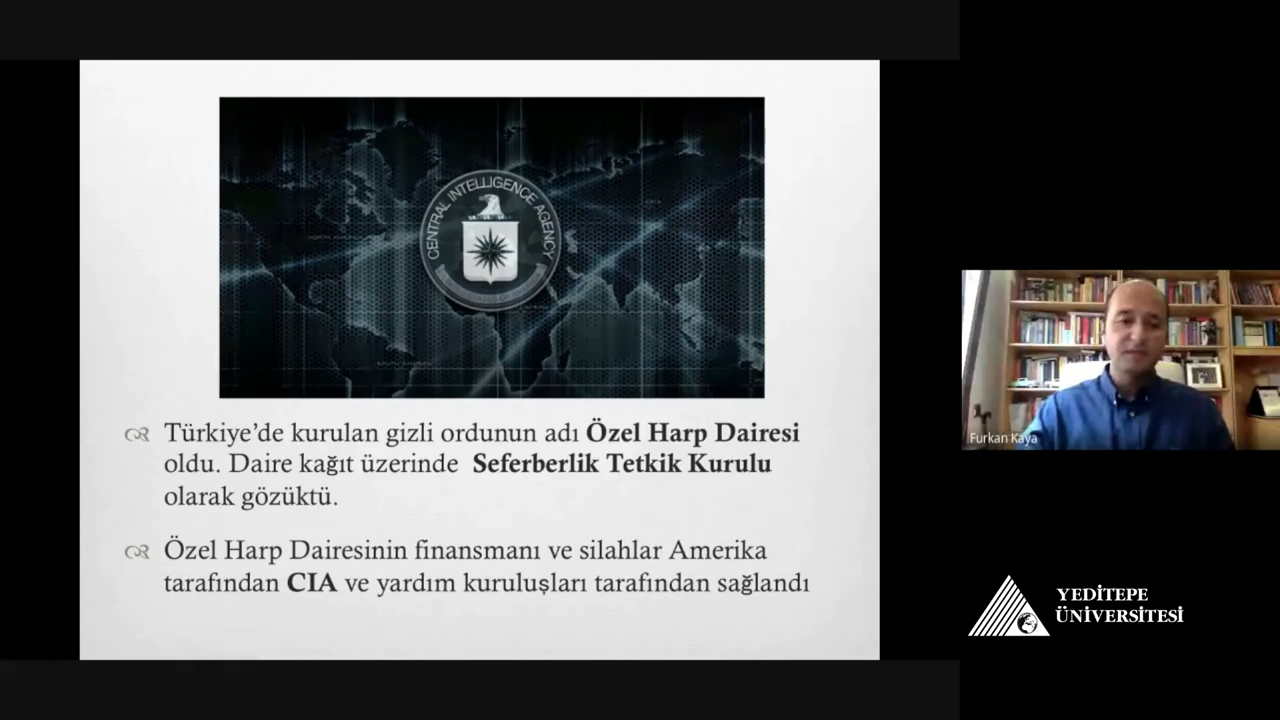 CENTRAL INTELLIGENCE AGENCY
Türkiye’de kurulan gizli ordunun adı Özel Harp Dairesi
oldu. Daire kağıt üzerinde Seferberlik Tetkik Kurulu
olarak gözüktü.
Özel Harp Dairesinin finansmanı ve silahlar Amerika
tarafından CIA ve yardım kuruluşları tarafından sağlandı
Furkan Kaya
YEDİTEPE
ÜNİVERSİTESİ